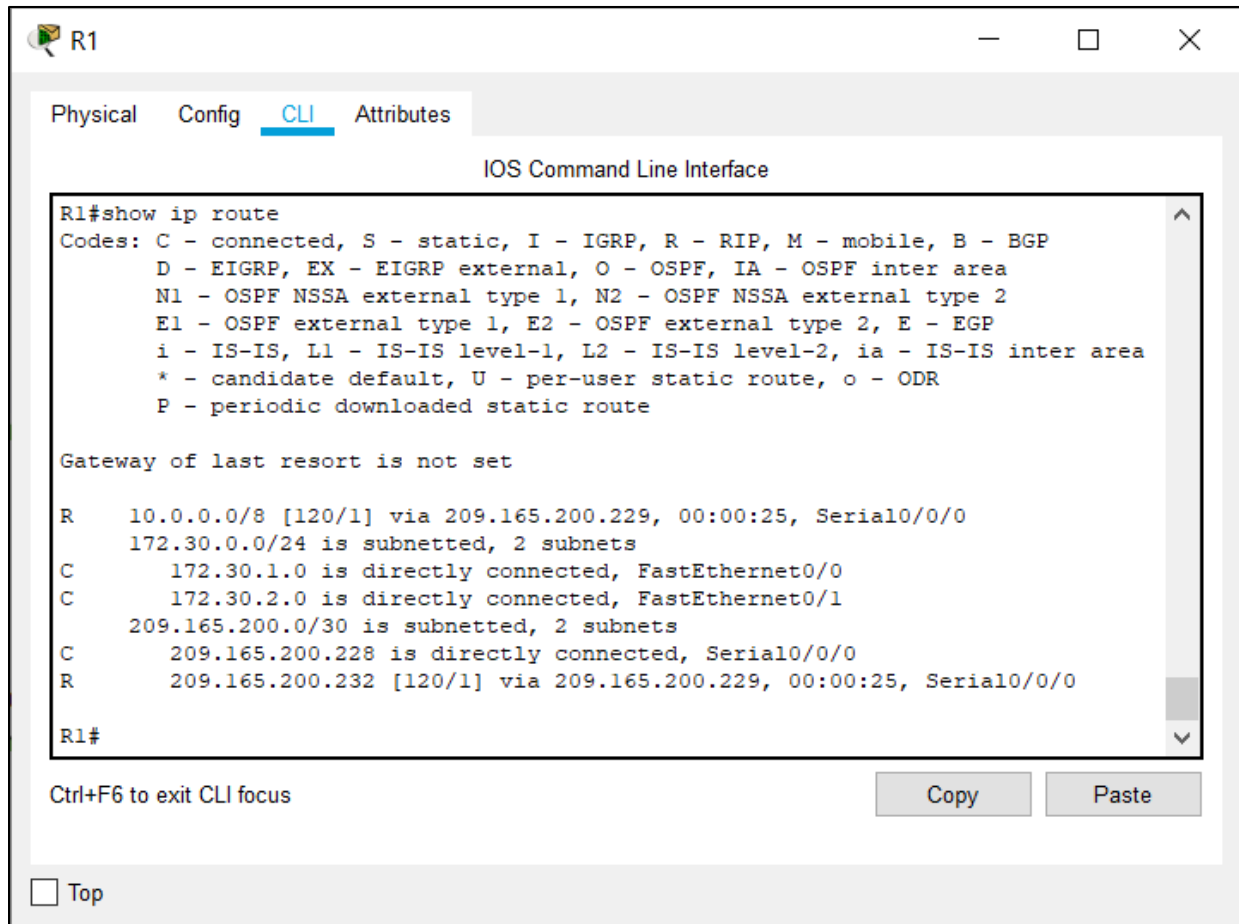 R1
Physical Config CLI Attributes
IOS Command Line Interface
R1#show ip route
Codes: C - connected, S - static, I - IGRP, R - RIP, M - mobile, B - BGP
D - EIGRP, EX - EIGRP external, O - OSPF, IA - OSPF inter area
N1 - OSPF NSSA external type 1, N2 - OSPF NSSA external type 2
E1 - OSPF external type 1, E2 - OSPF external type 2, E - EGP
i - IS-IS, L1 - IS-IS level-1, L2 - IS-IS level-2, ia - IS-IS inter area
* - candidate default, U - per-user static route, o - ODR
P - periodic downloaded static route
Gateway of last resort is not set
R 10.0.0.0/8 [120/1] via 209.165.200.229, 00:00:25, Serial0/0/0
172.30.0.0/24 is subnetted, 2 subnets
C 172.30.1.0 is directly connected, FastEthernet0/0
C 172.30.2.0 is directly connected, FastEthernet0/1
209.165.200.0/30 is subnetted, 2 subnets
C 209.165.200.228 is directly connected, Serial0/0/0
R 209.165.200.232 [120/1] via 209.165.200.229, 00:00:25, Serial0/0/0
R1#
Ctrl+F6 to exit CLI focus Copy Paste
Top